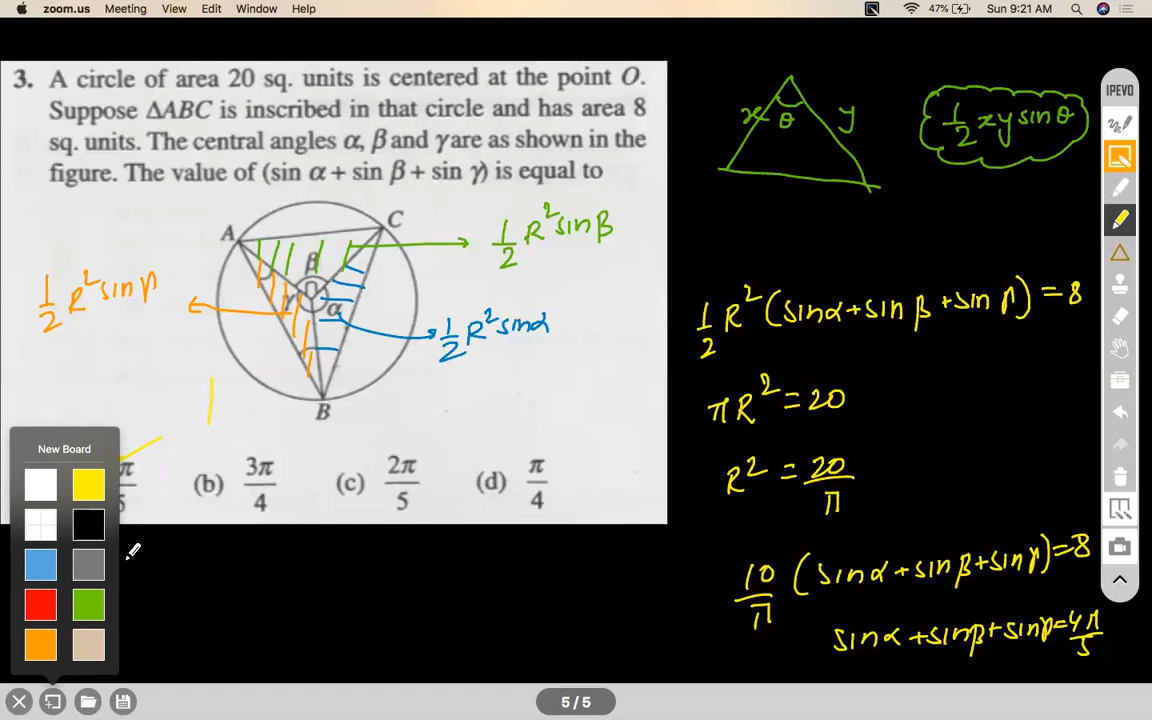 zoom.us Meeting View Edit Window Help
47% Sun 9:21 AM
3. A circle of area 20 sq. units is centered at the point O.
Suppose ΔABC is inscribed in that circle and has area 8
sq. units. The central angles α, β and γ are as shown in the
figure. The value of (sin α + sin β + sin γ) is equal to
A
C
β
O
γ
α
B
1/2 R² sin β
1/2 R² sin γ
1/2 R² sin α
π/5
(b) 3π/4
(c) 2π/5
(d) π/4
x
θ
y
1/2 xy sin θ
1/2 R² (sin α + sin β + sin γ) = 8
πR² = 20
R² = 20/π
10/π (sin α + sin β + sin γ) = 8
sin α + sin β + sin γ = 4π/5
IPEVO
New Board
5 / 5